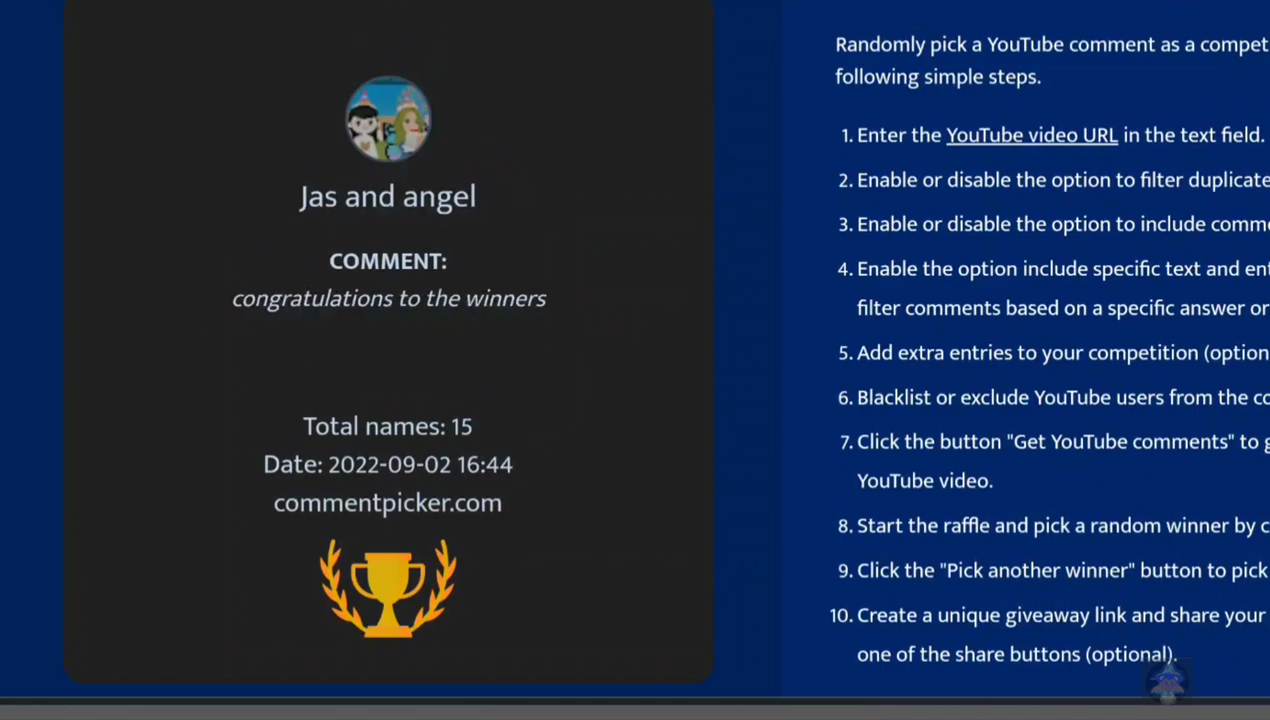 Jas and angel
COMMENT:
congratulations to the winners
Total names: 15
Date: 2022-09-02 16:44
commentpicker.com
Randomly pick a YouTube comment as a compet
following simple steps.
1. Enter the YouTube video URL in the text field.
2. Enable or disable the option to filter duplicate
3. Enable or disable the option to include comm
4. Enable the option include specific text and en
filter comments based on a specific answer or
5. Add extra entries to your competition (option
6. Blacklist or exclude YouTube users from the co
7. Click the button "Get YouTube comments" to g
YouTube video.
8. Start the raffle and pick a random winner by c
9. Click the "Pick another winner" button to pick
10. Create a unique giveaway link and share your
one of the share buttons (optional).